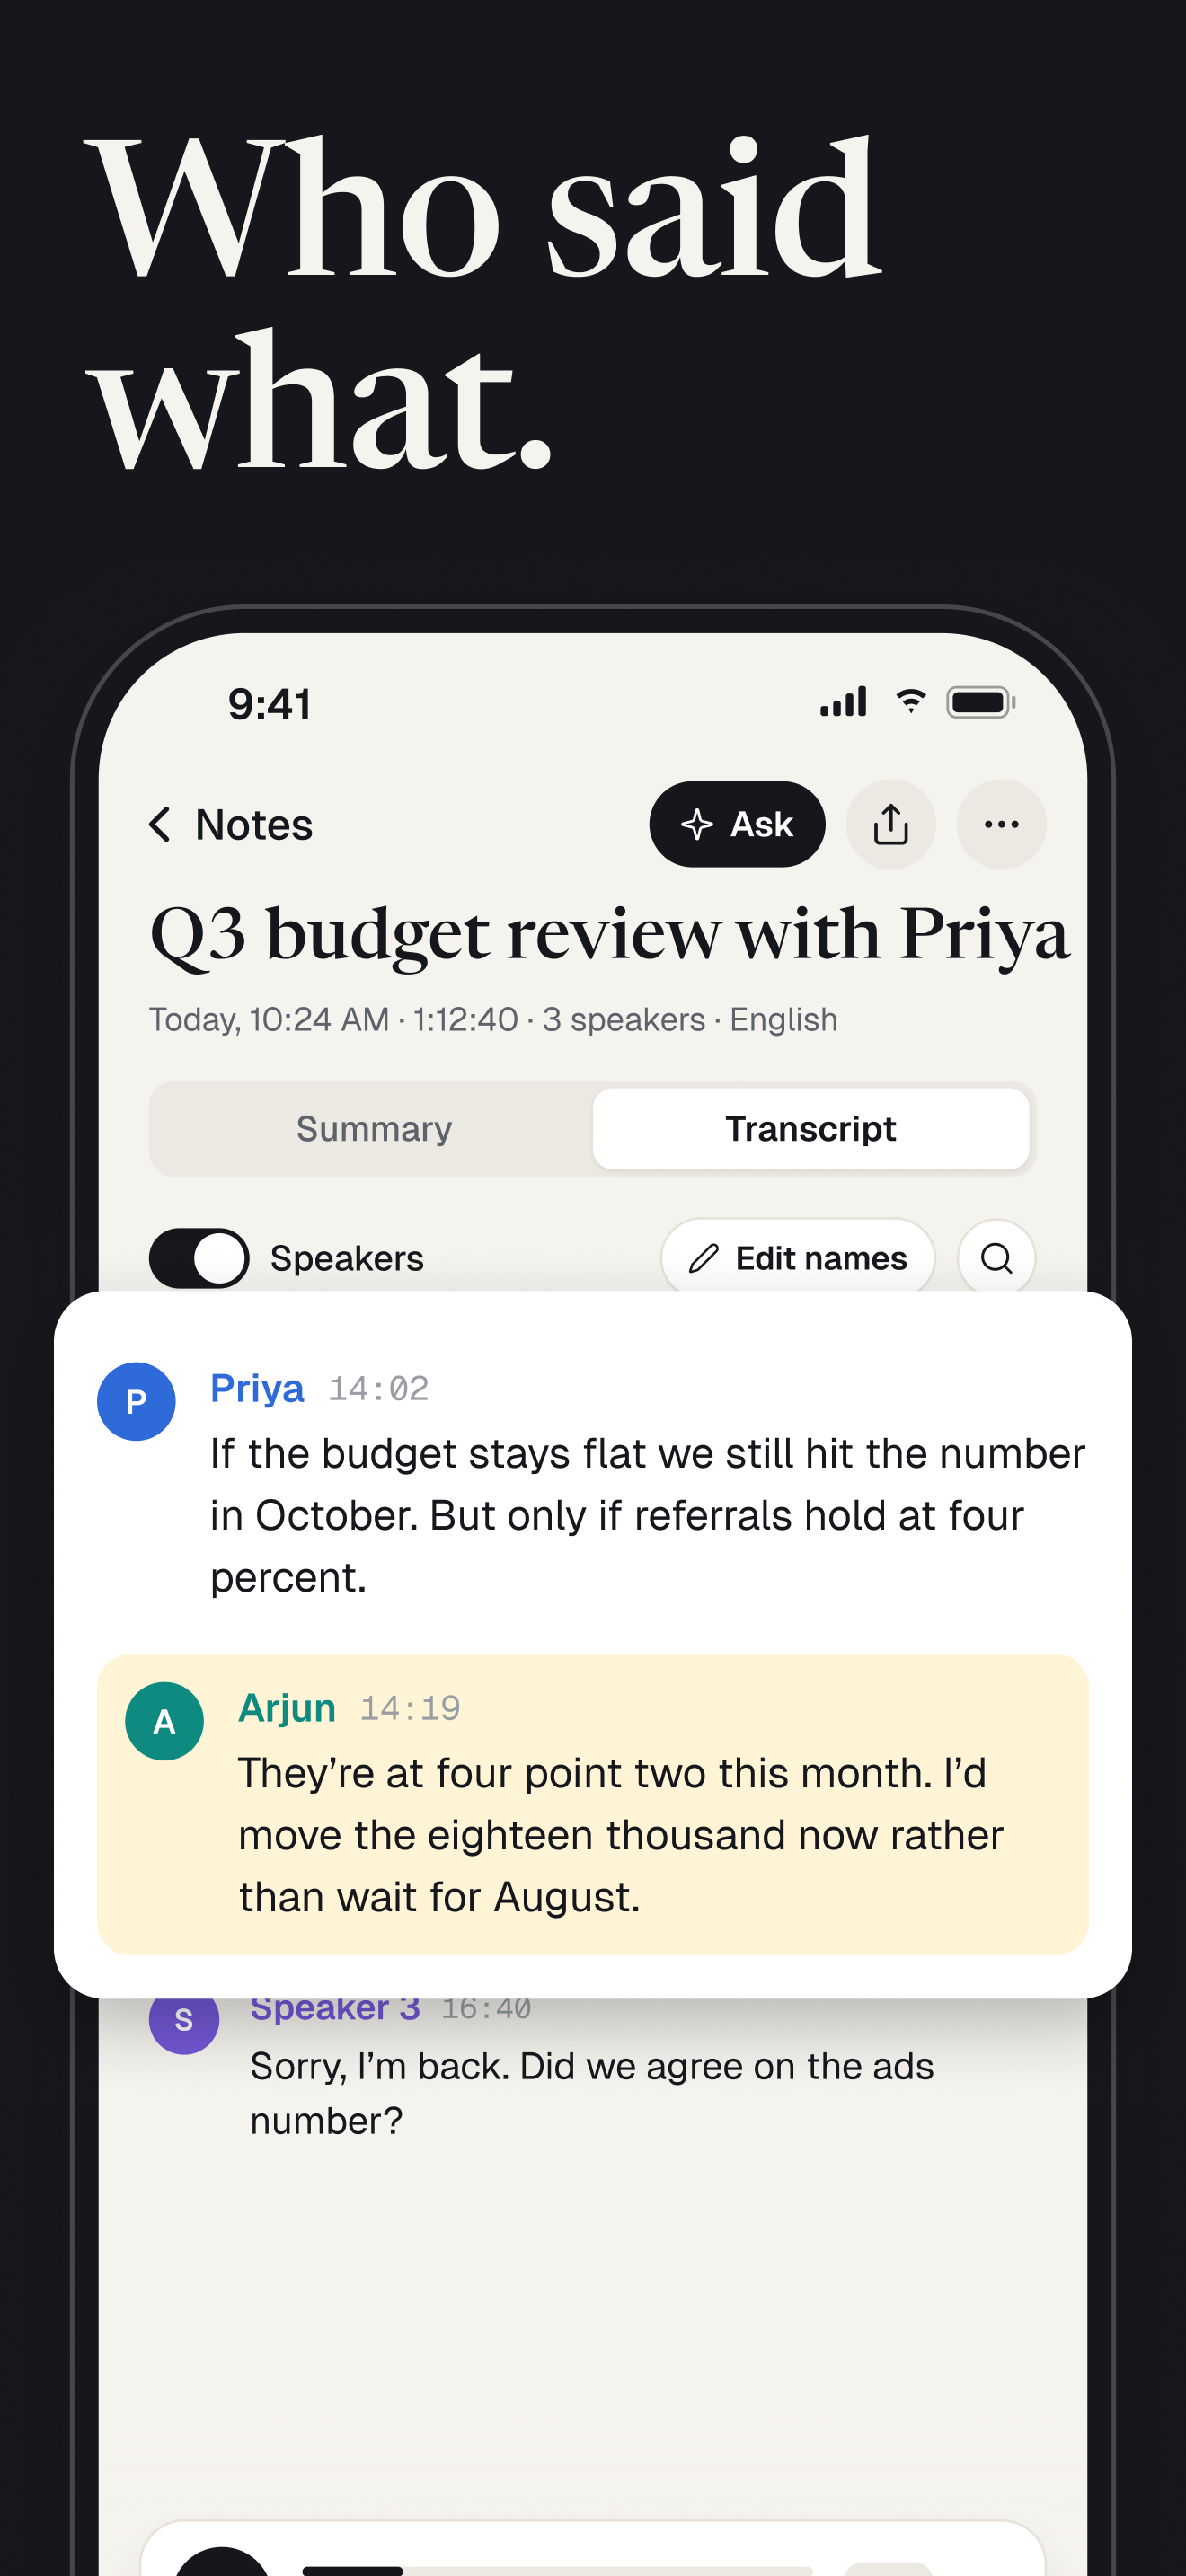 Who said
what.
9:41
Notes
Ask
Q3 budget review with Priya
Today, 10:24 AM · 1:12:40 · 3 speakers · English
Summary
Transcript
Speakers
Edit names
P
Priya 14:02
If the budget stays flat we still hit the number
in October. But only if referrals hold at four
percent.
A
Arjun 14:19
They’re at four point two this month. I’d
move the eighteen thousand now rather
than wait for August.
S
Speaker 3 16:40
Sorry, I’m back. Did we agree on the ads
number?